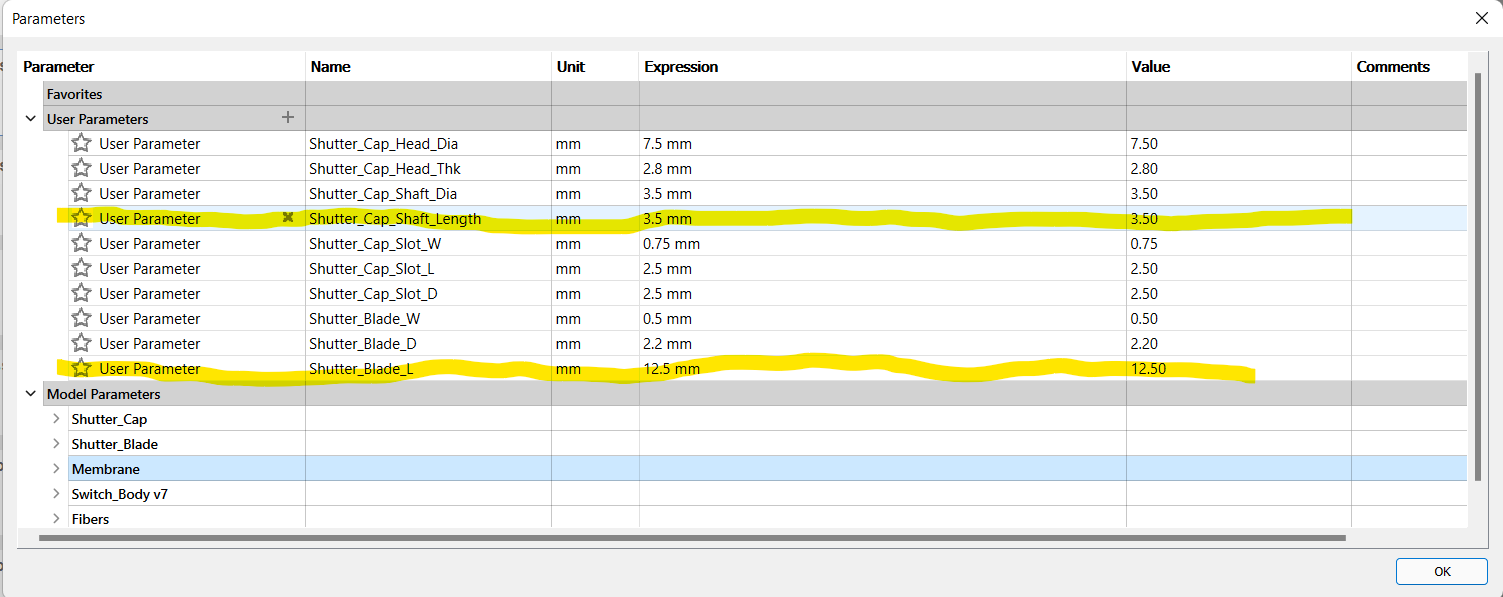 Parameters
Parameter Name Unit Expression Value Comments
Favorites
User Parameters
User Parameter Shutter_Cap_Head_Dia mm 7.5 mm 7.50
User Parameter Shutter_Cap_Head_Thk mm 2.8 mm 2.80
User Parameter Shutter_Cap_Shaft_Dia mm 3.5 mm 3.50
User Parameter Shutter_Cap_Shaft_Length mm 3.5 mm 3.50
User Parameter Shutter_Cap_Slot_W mm 0.75 mm 0.75
User Parameter Shutter_Cap_Slot_L mm 2.5 mm 2.50
User Parameter Shutter_Cap_Slot_D mm 2.5 mm 2.50
User Parameter Shutter_Blade_W mm 0.5 mm 0.50
User Parameter Shutter_Blade_D mm 2.2 mm 2.20
User Parameter Shutter_Blade_L mm 12.5 mm 12.50
Model Parameters
Shutter_Cap
Shutter_Blade
Membrane
Switch_Body v7
Fibers
OK